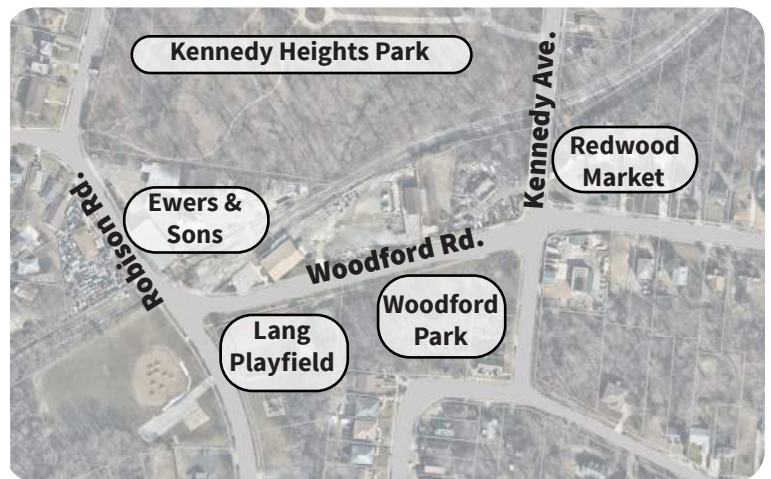 Kennedy Heights Park
Kennedy Ave.
Redwood
Market
Ewers &
Sons
Robison Rd.
Woodford Rd.
Woodford
Park
Lang
Playfield